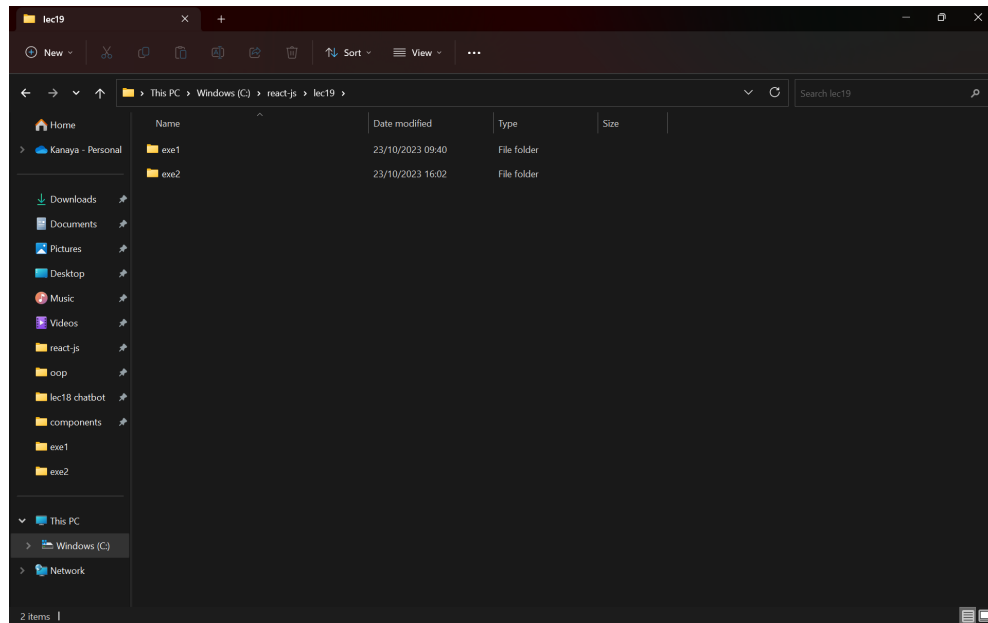 lec19
New
Sort
View
This PC > Windows (C:) > react-js > lec19 >
Search lec19
Home
Kanaya - Personal
Downloads
Documents
Pictures
Desktop
Music
Videos
react-js
oop
lec18 chatbot
components
exe1
exe2
This PC
Windows (C:)
Network
Name Date modified Type Size
exe1 23/10/2023 09:40 File folder
exe2 23/10/2023 16:02 File folder
2 items